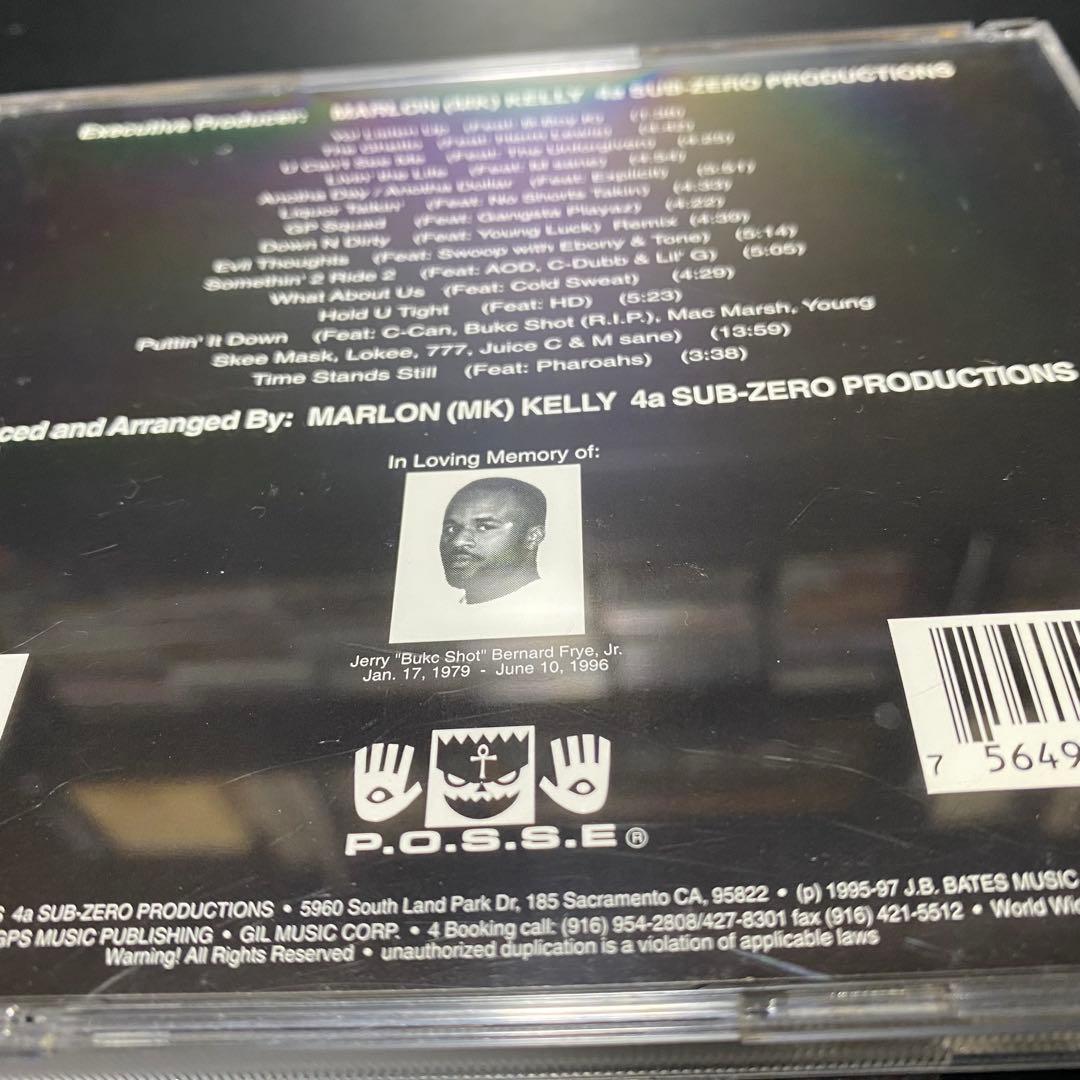 Executive Producer: MARLON (MK) KELLY 4a SUB-ZERO PRODUCTIONS
U Can't See Me (Feat: The
Livin' the Life (Feat: M sane) (4:54)
Anotha Day / Anotha Dollar (Feat: Explicit) (5:51)
Liquor Talkin' (Feat: No Shorts Takin) (4:33)
GP Squad (Feat: Gangsta Playaz) (4:22)
Down N Dirty (Feat: Young Luck) Remix (4:39)
Evil Thoughts (Feat: Swoop with Ebony & Tone) (5:14)
Somethin' 2 Ride 2 (Feat: AOD, C-Dubb & Lil' G) (5:05)
What About Us (Feat: Cold Sweat) (4:29)
Hold U Tight (Feat: HD) (5:23)
Puttin' It Down (Feat: C-Can, Bukc Shot (R.I.P.), Mac Marsh, Young
Skee Mask, Lokee, 777, Juice C & M sane) (13:59)
Time Stands Still (Feat: Pharoahs) (3:38)
ced and Arranged By: MARLON (MK) KELLY 4a SUB-ZERO PRODUCTIONS
In Loving Memory of:
Jerry "Bukc Shot" Bernard Frye, Jr.
Jan. 17, 1979 - June 10, 1996
7 5649
P.O.S.S.E ®
S 4a SUB-ZERO PRODUCTIONS • 5960 South Land Park Dr, 185 Sacramento CA, 95822 • (p) 1995-97 J.B. BATES MUSIC
GPS MUSIC PUBLISHING • GIL MUSIC CORP. • 4 Booking call: (916) 954-2808/427-8301 fax (916) 421-5512 • World Wid
Warning! All Rights Reserved • unauthorized duplication is a violation of applicable laws